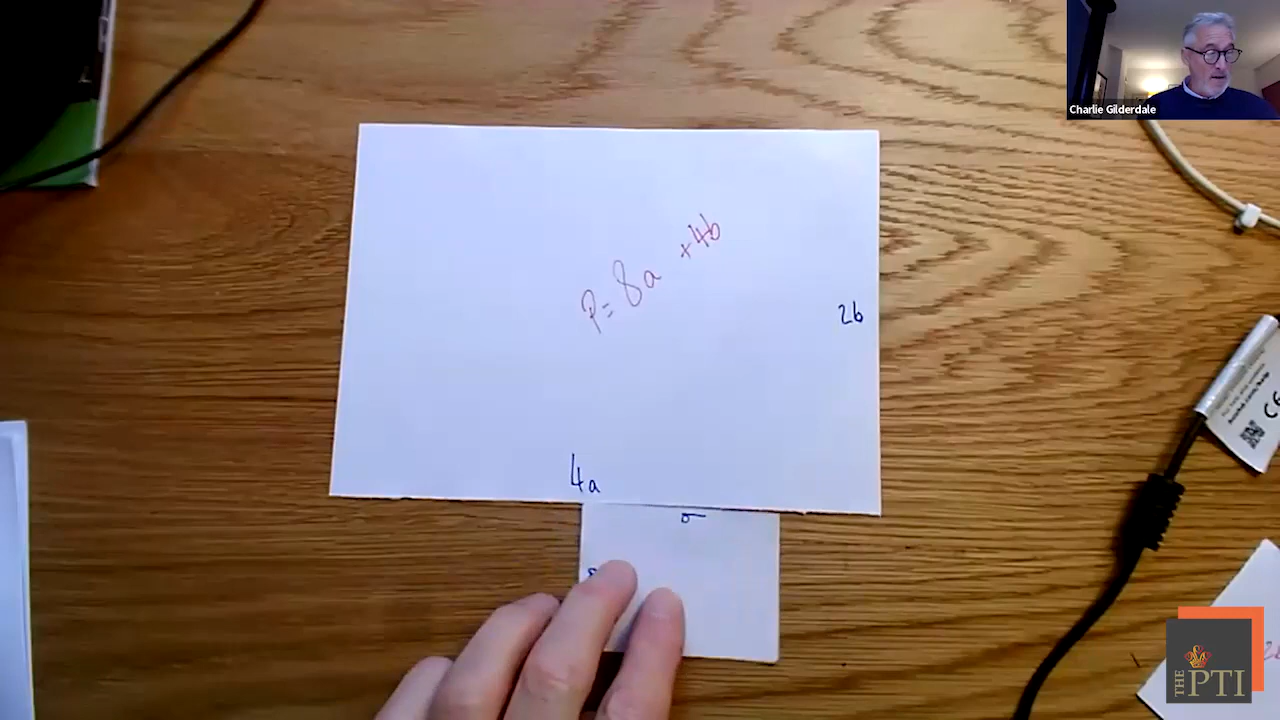 Charlie Gilderdale
P= 8a +4b
2b
4a
b
THE PTI